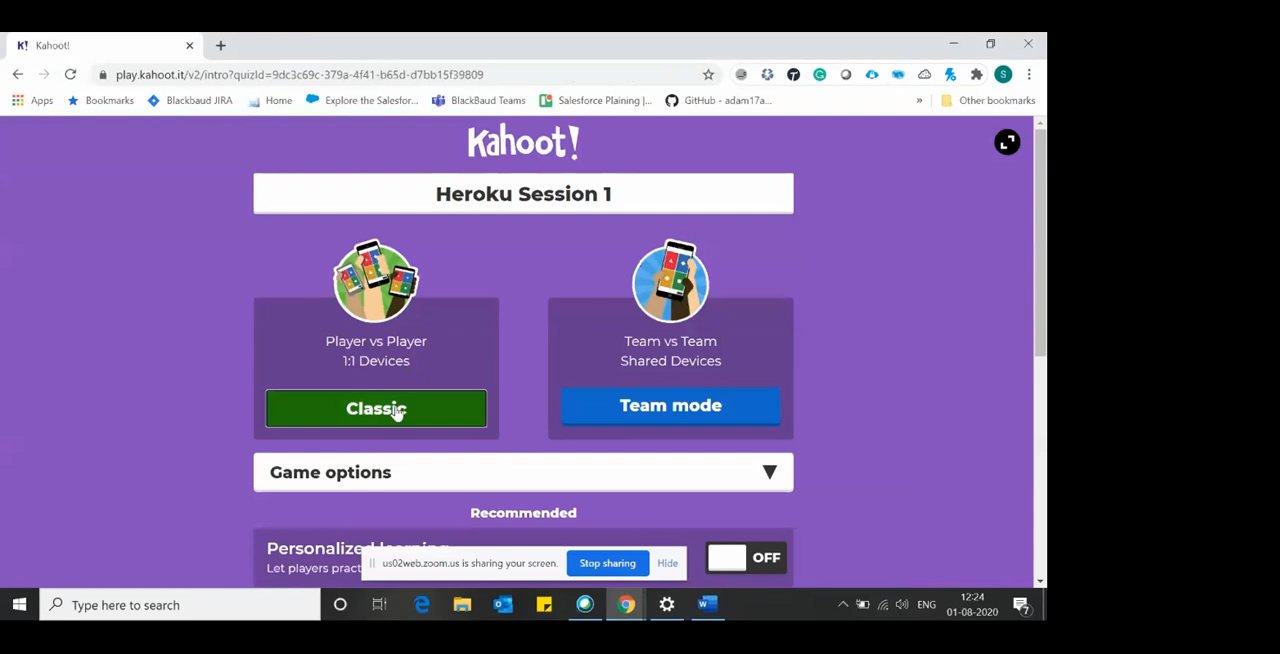 K! Kahoot!
play.kahoot.it/v2/intro?quizId=9dc3c69c-379a-4f41-b65d-d7bb15f39809
S
Apps Bookmarks Blackbaud JIRA Home Explore the Salesfor... BlackBaud Teams Salesforce Plaining |... GitHub - adam17a... » Other bookmarks
Kahoot!
Heroku Session 1
Player vs Player
1:1 Devices
Classic
Team vs Team
Shared Devices
Team mode
Game options
Recommended
Personalized learning
Let players pract
OFF
us02web.zoom.us is sharing your screen. Stop sharing Hide
Type here to search
ENG
12:24
01-08-2020
7